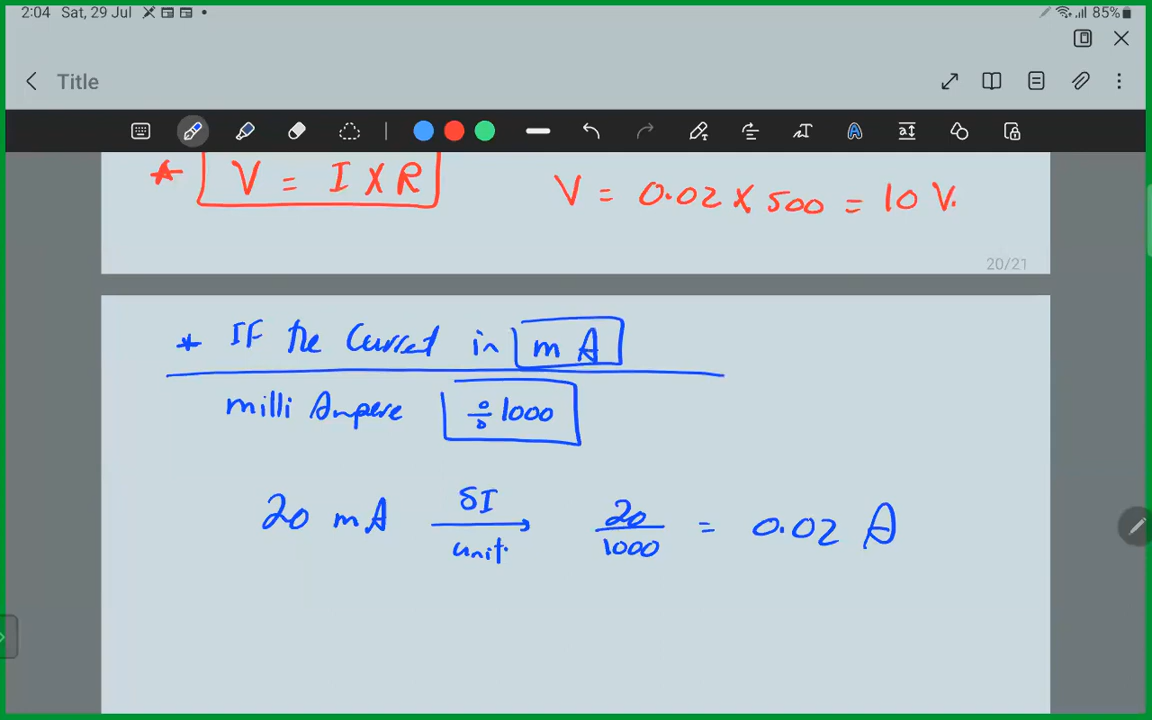 2:04 Sat, 29 Jul
85%
Title
* V = I X R
V = 0.02 X 500 = 10 V.
20/21
* IF the Current in m A
milli Ampere ÷ 1000
20 mA SI unit. → 20/1000 = 0.02 A